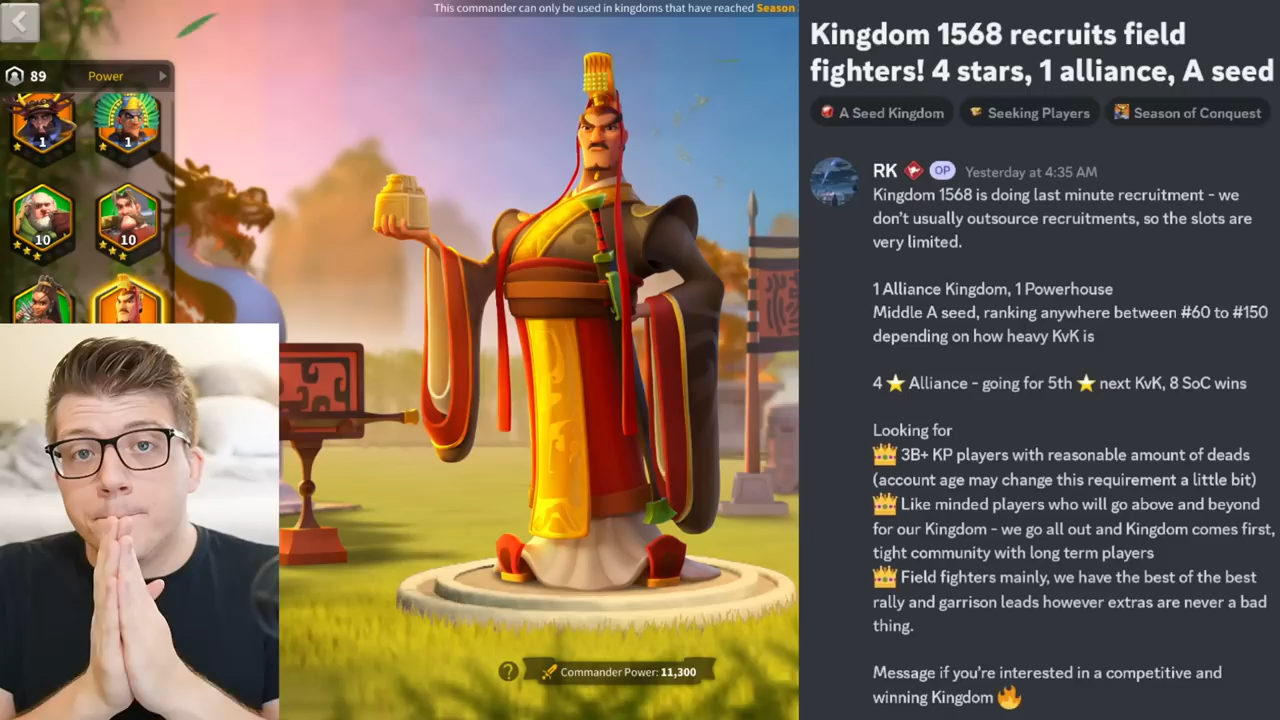 This commander can only be used in kingdoms that have reached Season
89
Power
1
1
10
10
Commander Power: 11,300
?
Kingdom 1568 recruits field
fighters! 4 stars, 1 alliance, A seed
A Seed Kingdom
Seeking Players
Season of Conquest
RK OP Yesterday at 4:35 AM
Kingdom 1568 is doing last minute recruitment - we
don't usually outsource recruitments, so the slots are
very limited.
1 Alliance Kingdom, 1 Powerhouse
Middle A seed, ranking anywhere between #60 to #150
depending on how heavy KvK is
4 ⭐ Alliance - going for 5th ⭐ next KvK, 8 SoC wins
Looking for
👑 3B+ KP players with reasonable amount of deads
(account age may change this requirement a little bit)
👑 Like minded players who will go above and beyond
for our Kingdom - we go all out and Kingdom comes first,
tight community with long term players
👑 Field fighters mainly, we have the best of the best
rally and garrison leads however extras are never a bad
thing.
Message if you're interested in a competitive and
winning Kingdom 🔥